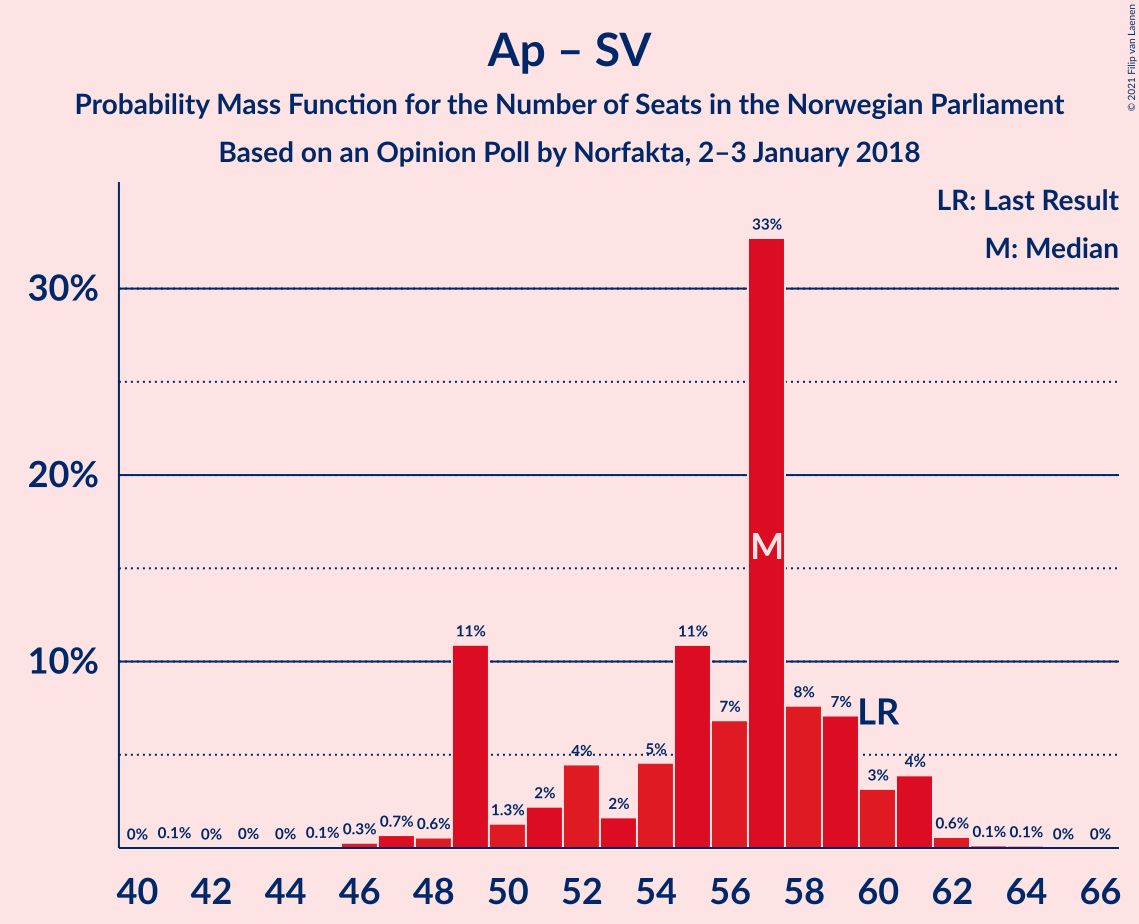 Ap – SV
Probability Mass Function for the Number of Seats in the Norwegian Parliament
Based on an Opinion Poll by Norfakta, 2–3 January 2018
© 2021 Filip van Laenen
LR: Last Result
M: Median
30%
20%
10%
0% 0.1% 0% 0% 0% 0.1% 0.3% 0.7% 0.6% 11% 1.3% 2% 4% 2% 5% 11% 7% 33% 8% 7% 3% 4% 0.6% 0.1% 0.1% 0% 0%
M
LR
40 42 44 46 48 50 52 54 56 58 60 62 64 66